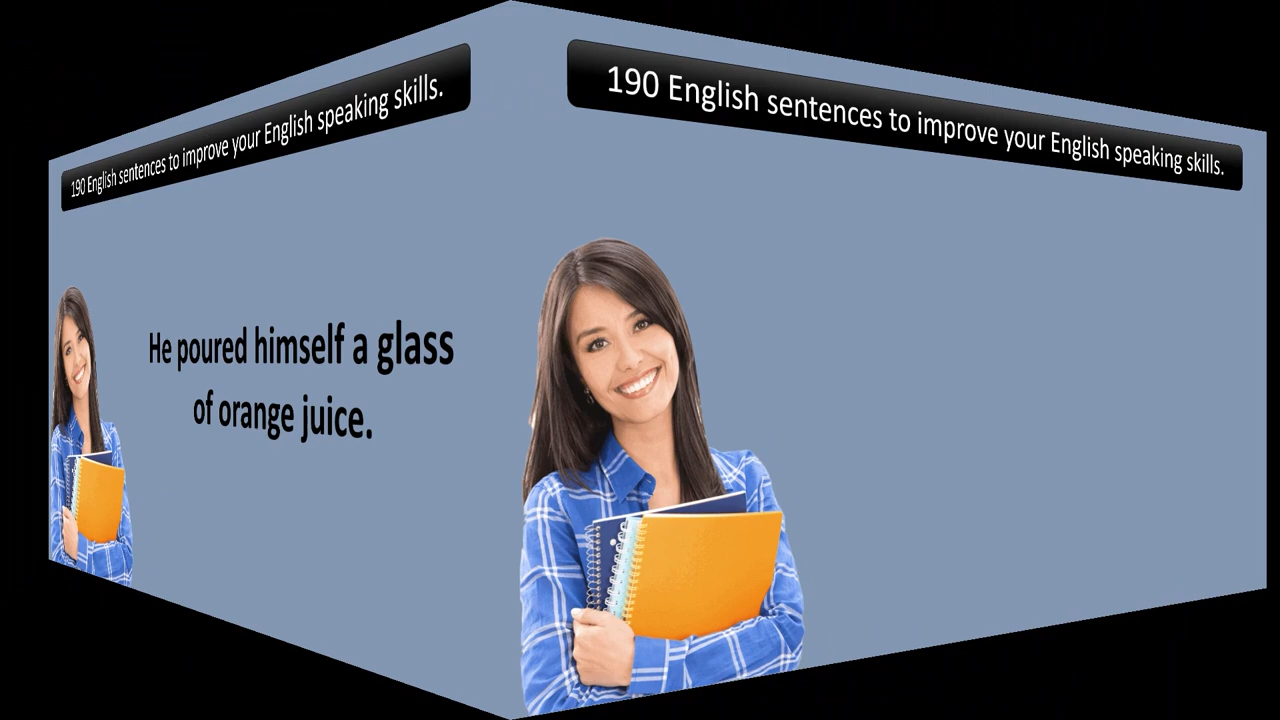 190 English sentences to improve your English speaking skills.
He poured himself a glass
of orange juice.
190 English sentences to improve your English speaking skills.